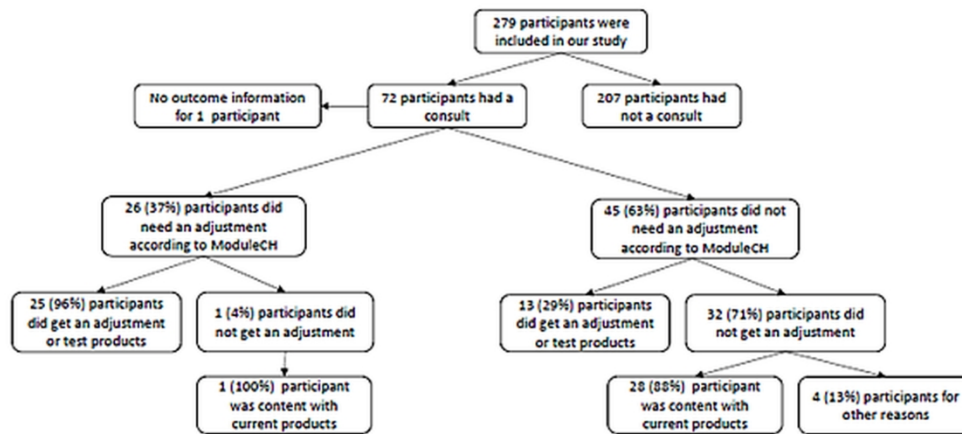 279 participants were
included in our study
No outcome information
for 1 participant
72 participants had a
consult
207 participants had
not a consult
26 (37%) participants did
need an adjustment
according to ModuleCH
45 (63%) participants did not
need an adjustment
according to ModuleCH
25 (96%) participants
did get an adjustment
or test products
1 (4%) participants did
not get an adjustment
13 (29%) participants
did get an adjustment
or test products
32 (71%) participants did
not get an adjustment
1 (100%) participant
was content with
current products
28 (88%) participant
was content with
current products
4 (13%) participants for
other reasons